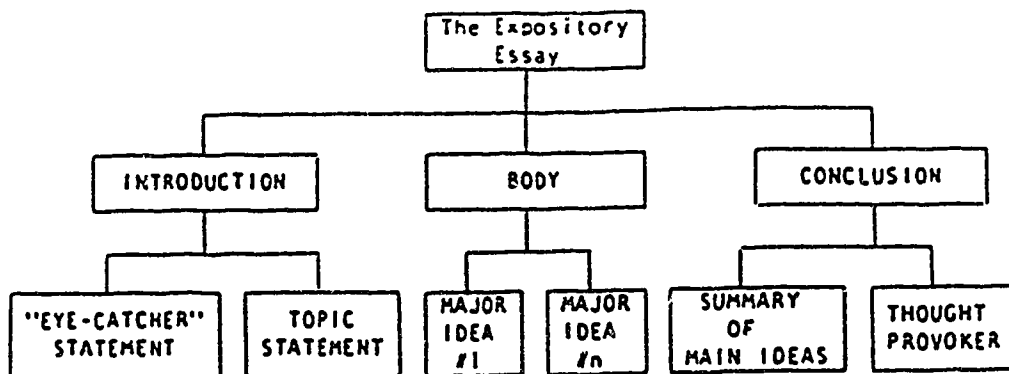 The Expository
Essay
INTRODUCTION
BODY
CONCLUSION
"EYE-CATCHER"
STATEMENT
TOPIC
STATEMENT
MAJOR
IDEA
#1
MAJOR
IDEA
#n
SUMMARY
OF
MAIN IDEAS
THOUGHT
PROVOKER